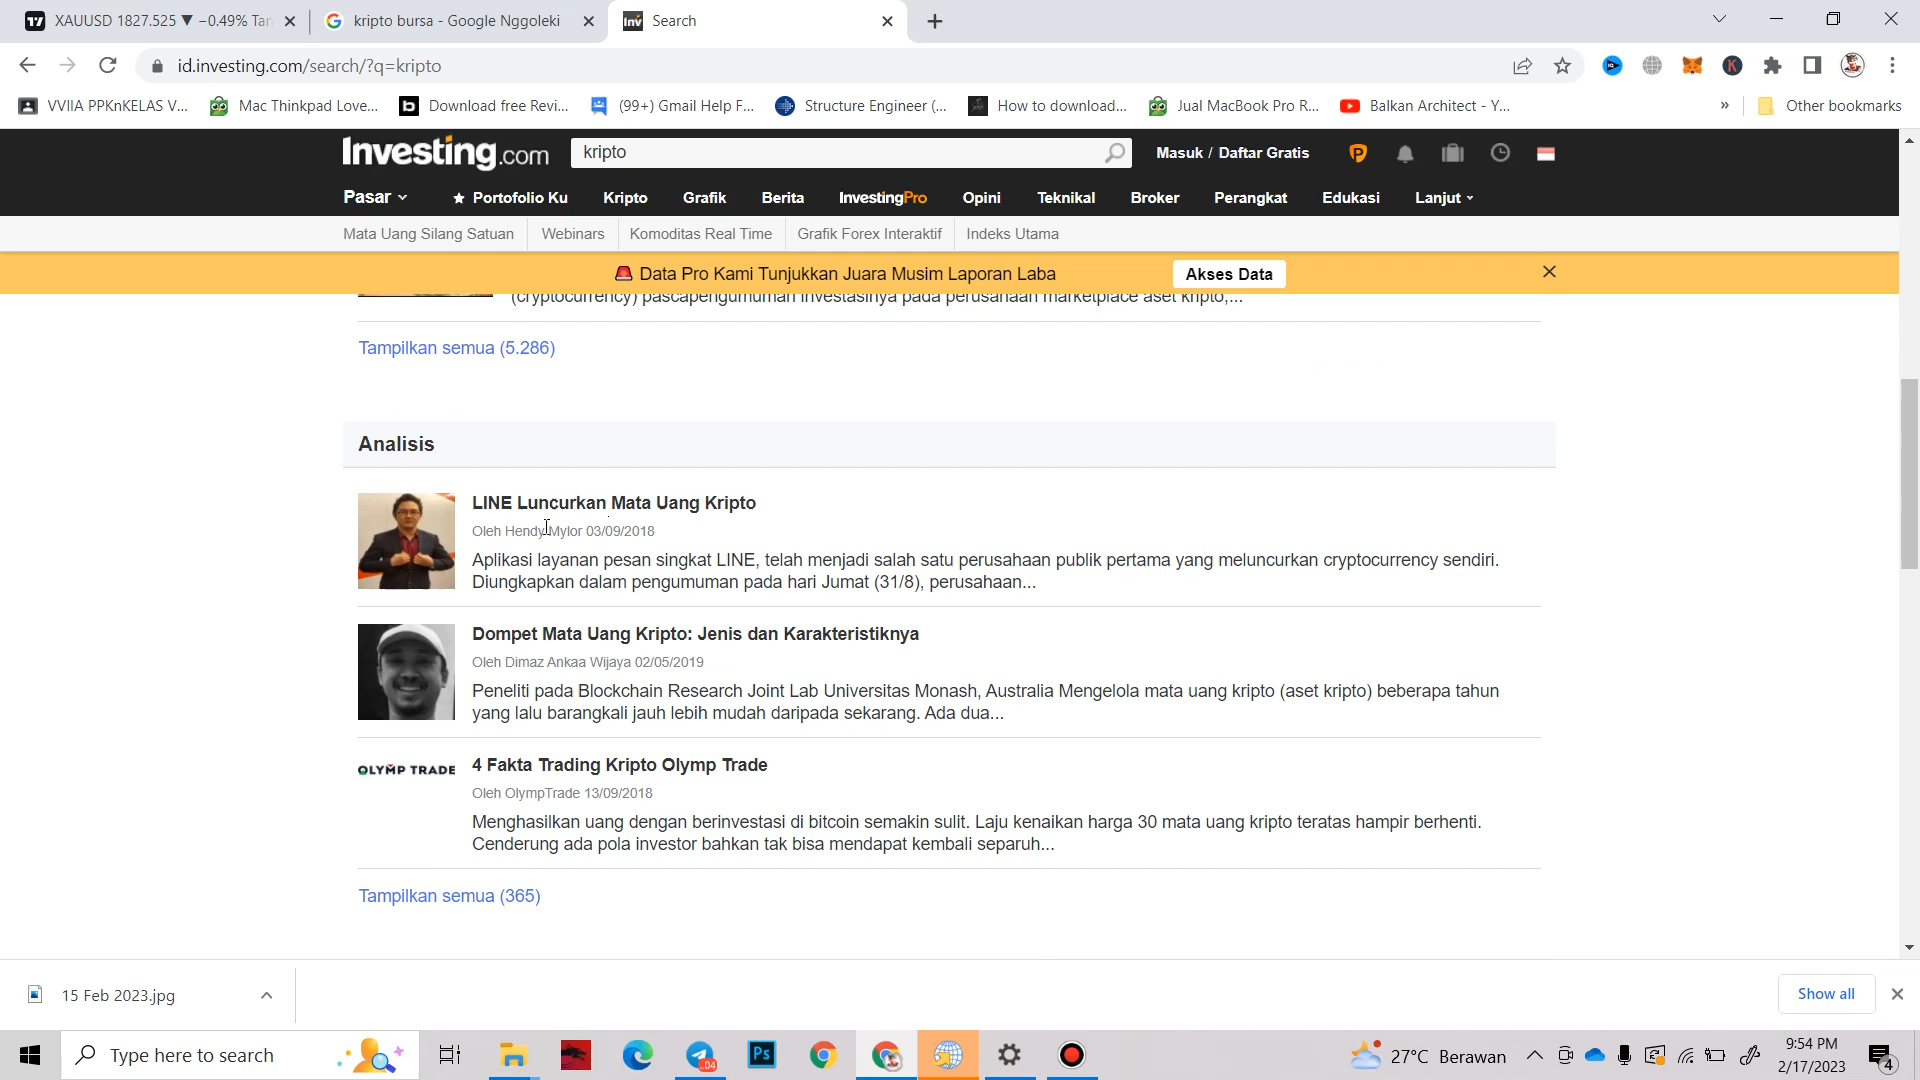 XAUUSD 1827.525 ▼ −0.49% Tan
kripto bursa - Google Nggoleki
Search
id.investing.com/search/?q=kripto
VVIIA PPKnKELAS V...
Mac Thinkpad Love...
Download free Revi...
(99+) Gmail Help F...
Structure Engineer (...
How to download...
Jual MacBook Pro R...
Balkan Architect - Y...
»
Other bookmarks
Investing.com
kripto
Masuk / Daftar Gratis
Pasar
Portofolio Ku
Kripto
Grafik
Berita
InvestingPro
Opini
Teknikal
Broker
Perangkat
Edukasi
Lanjut
Mata Uang Silang Satuan
Webinars
Komoditas Real Time
Grafik Forex Interaktif
Indeks Utama
Data Pro Kami Tunjukkan Juara Musim Laporan Laba
Akses Data
(cryptocurrency) pascapengumuman investasinya pada perusahaan marketplace aset kripto,...
Tampilkan semua (5.286)
Analisis
LINE Luncurkan Mata Uang Kripto
Oleh Hendy Mylor 03/09/2018
Aplikasi layanan pesan singkat LINE, telah menjadi salah satu perusahaan publik pertama yang meluncurkan cryptocurrency sendiri.
Diungkapkan dalam pengumuman pada hari Jumat (31/8), perusahaan...
Dompet Mata Uang Kripto: Jenis dan Karakteristiknya
Oleh Dimaz Ankaa Wijaya 02/05/2019
Peneliti pada Blockchain Research Joint Lab Universitas Monash, Australia Mengelola mata uang kripto (aset kripto) beberapa tahun
yang lalu barangkali jauh lebih mudah daripada sekarang. Ada dua...
OLYMP TRADE
4 Fakta Trading Kripto Olymp Trade
Oleh OlympTrade 13/09/2018
Menghasilkan uang dengan berinvestasi di bitcoin semakin sulit. Laju kenaikan harga 30 mata uang kripto teratas hampir berhenti.
Cenderung ada pola investor bahkan tak bisa mendapat kembali separuh...
Tampilkan semua (365)
15 Feb 2023.jpg
Show all
Type here to search
Ps
27°C Berawan
9:54 PM
2/17/2023
4